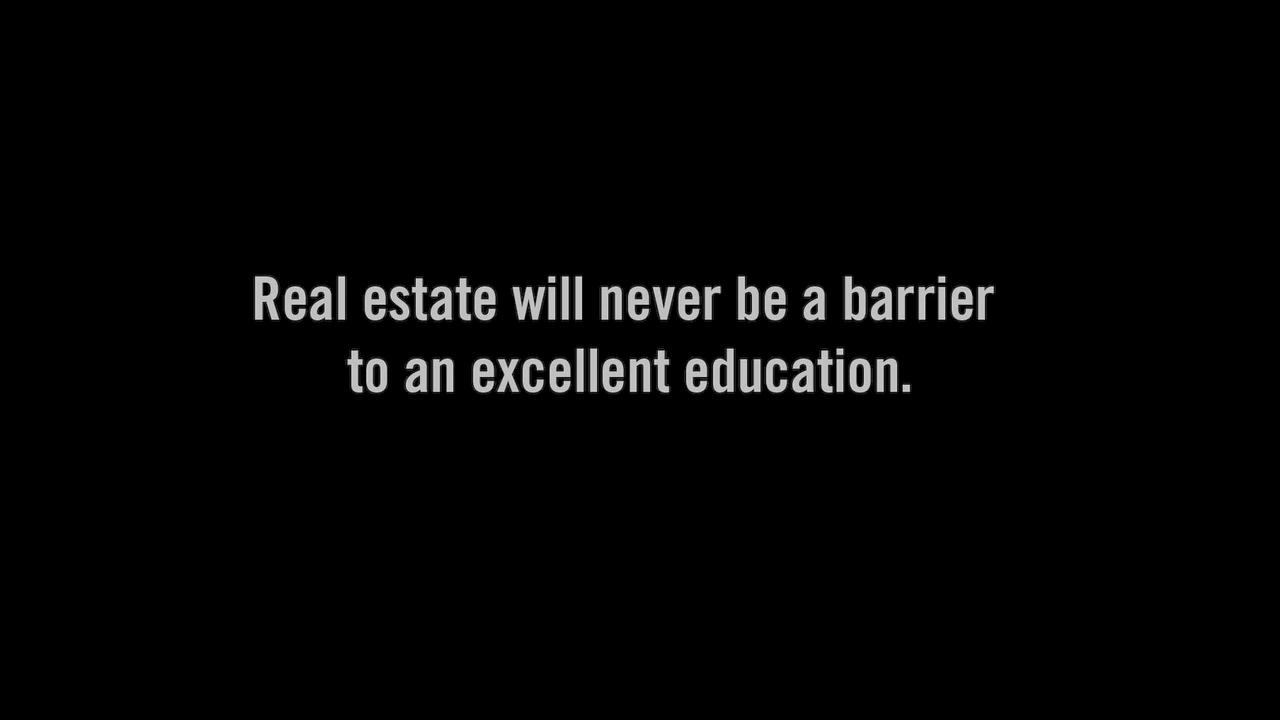 Real estate will never be a barrier
to an excellent education.